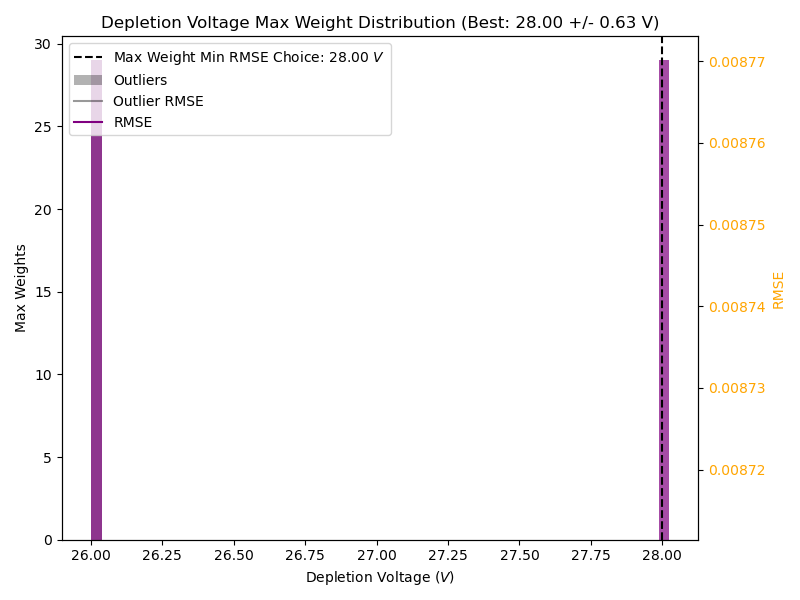 Depletion Voltage Max Weight Distribution (Best: 28.00 +/- 0.63 V)
Max Weight Min RMSE Choice: 28.00 V
Outliers
Outlier RMSE
RMSE
30
25
20
15
10
5
0
Max Weights
0.00877
0.00876
0.00875
0.00874
0.00873
0.00872
RMSE
26.00 26.25 26.50 26.75 27.00 27.25 27.50 27.75 28.00
Depletion Voltage (V)